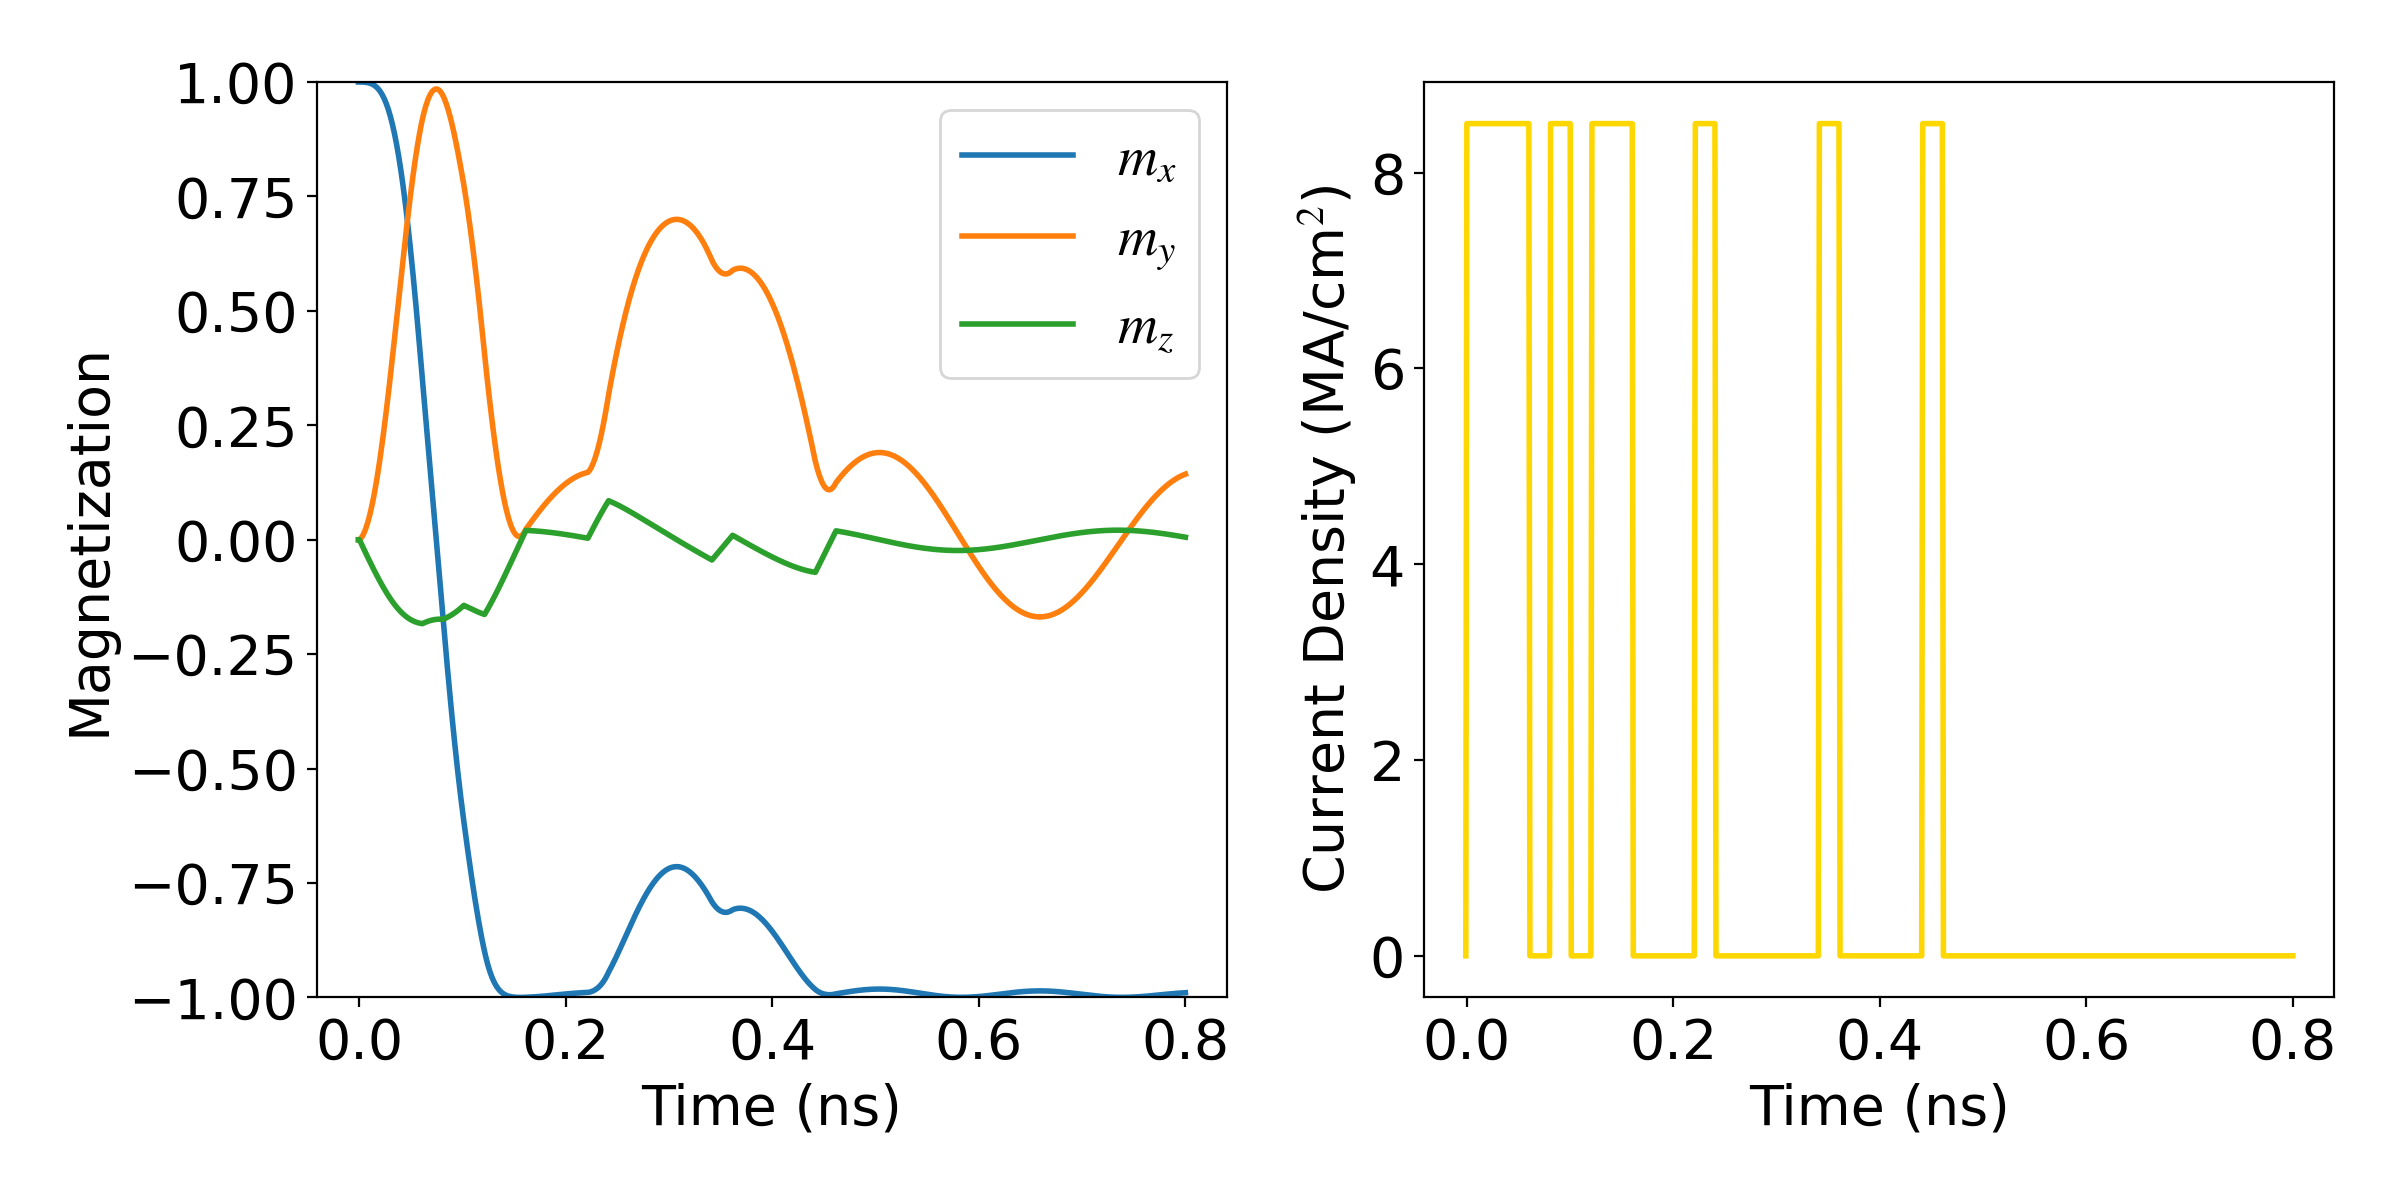 Magnetization
1.00
0.75
0.50
0.25
0.00
−0.25
−0.50
−0.75
−1.00
0.0 0.2 0.4 0.6 0.8
Time (ns)
m_x
m_y
m_z
Current Density (MA/cm²)
8
6
4
2
0
0.0 0.2 0.4 0.6 0.8
Time (ns)